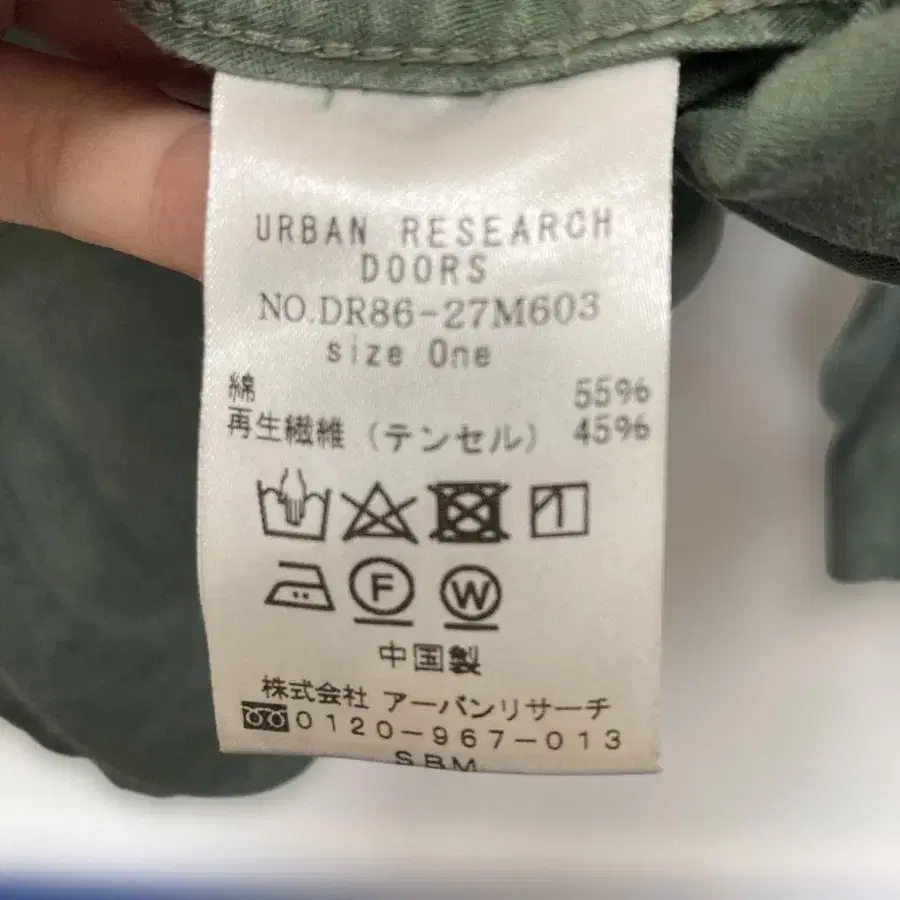 URBAN RESEARCH
DOORS
NO.DR86-27M603
size One
綿 55%
再生繊維 (テンセル) 45%
F W
中国製
株式会社 アーバンリサーチ
0120-967-013
SBM